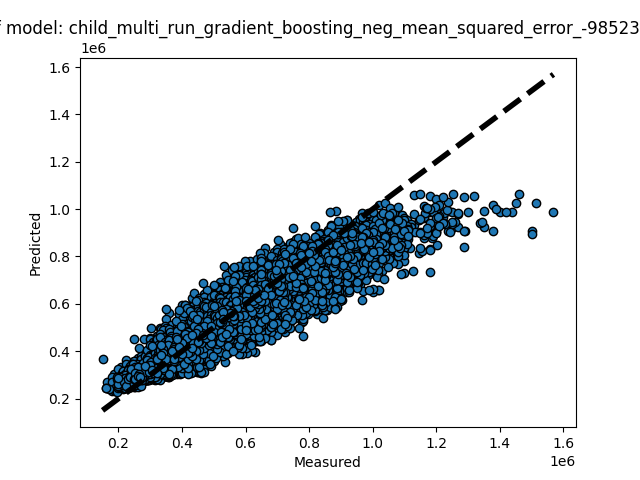 model: child_multi_run_gradient_boosting_neg_mean_squared_error_-98523
1e6
1.6
1.4
1.2
1.0
0.8
0.6
0.4
0.2
Predicted
0.2 0.4 0.6 0.8 1.0 1.2 1.4 1.6
Measured
1e6